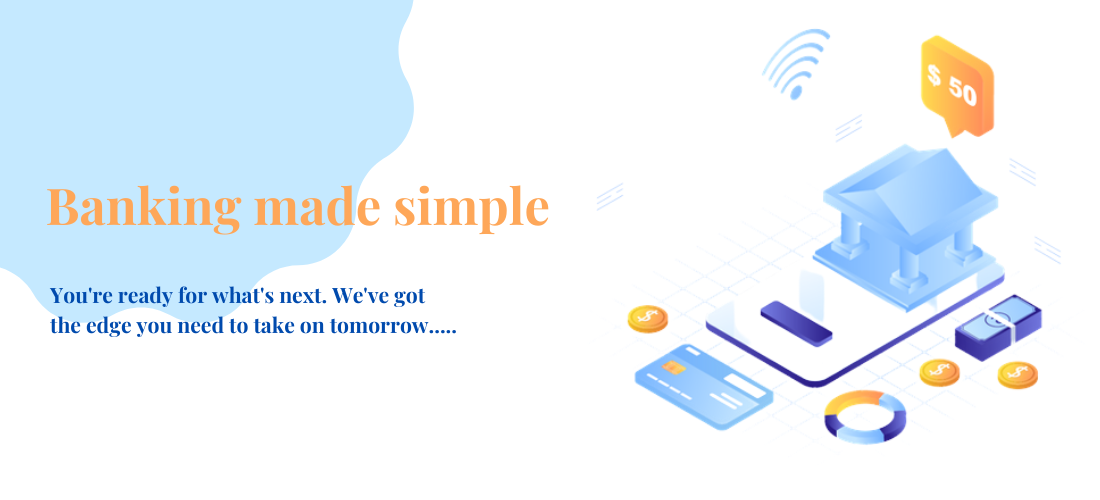 Banking made simple
You're ready for what's next. We've got
the edge you need to take on tomorrow.....
$ 50